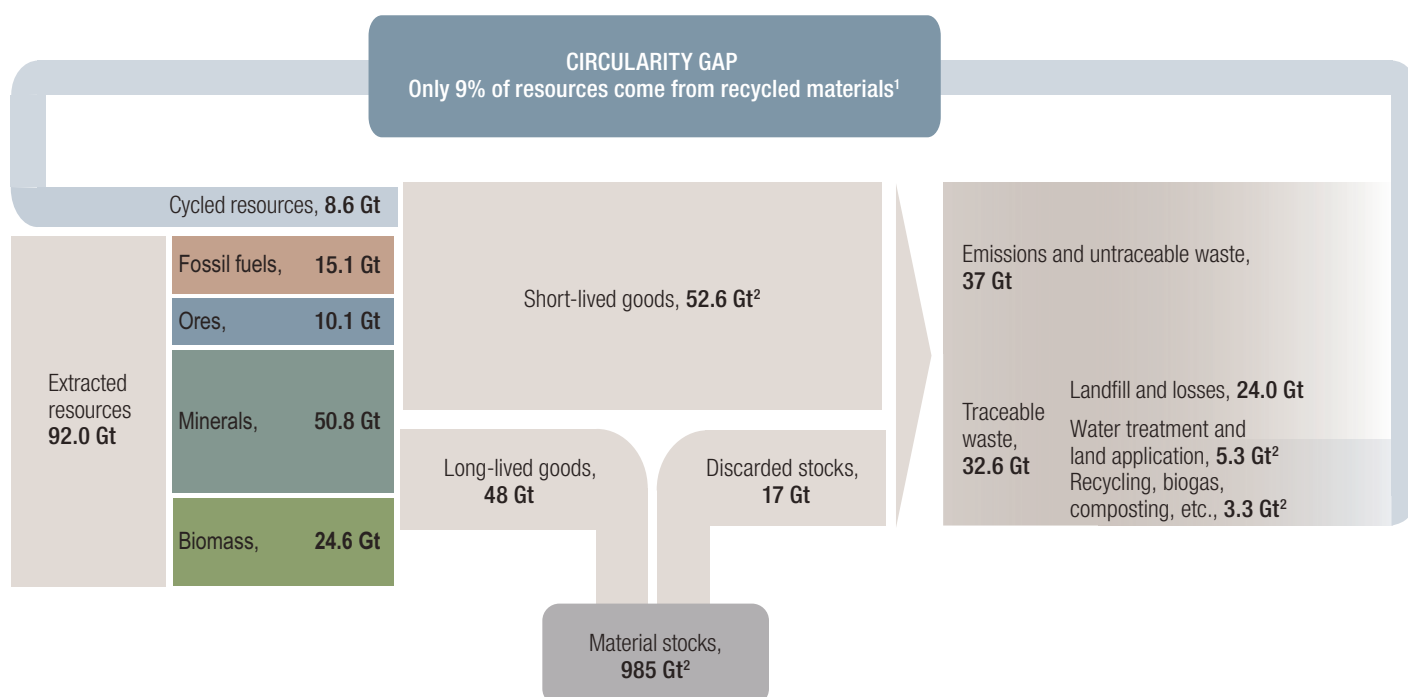 CIRCULARITY GAP
Only 9% of resources come from recycled materials¹
Cycled resources, 8.6 Gt
Extracted
resources
92.0 Gt
Fossil fuels, 15.1 Gt
Ores, 10.1 Gt
Minerals, 50.8 Gt
Biomass, 24.6 Gt
Short-lived goods, 52.6 Gt²
Long-lived goods,
48 Gt
Discarded stocks,
17 Gt
Material stocks,
985 Gt²
Emissions and untraceable waste,
37 Gt
Traceable
waste,
32.6 Gt
Landfill and losses, 24.0 Gt
Water treatment and
land application, 5.3 Gt²
Recycling, biogas,
composting, etc., 3.3 Gt²